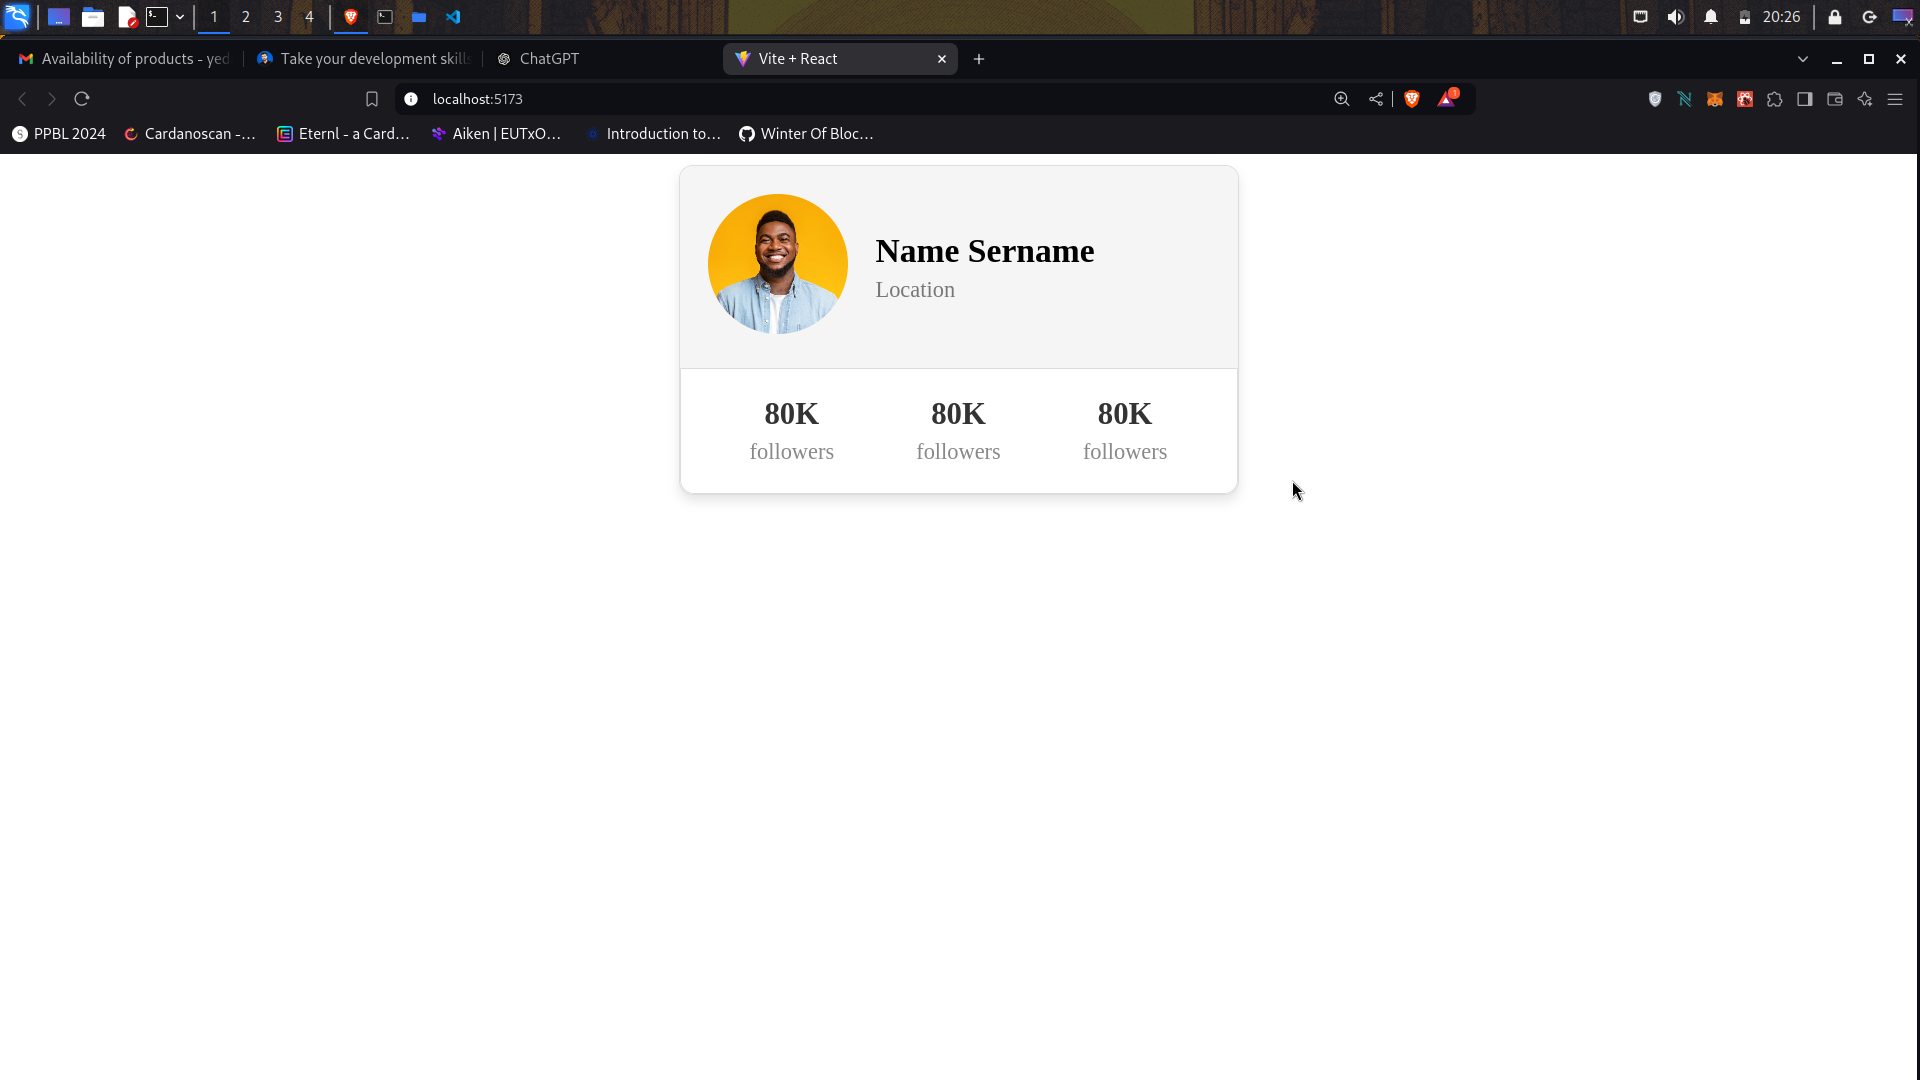 1 2 3 4 20:26
Availability of products - yed Take your development skills ChatGPT Vite + React
localhost:5173 1
PPBL 2024 Cardanoscan -... Eternl - a Card... Aiken | EUTxO... Introduction to... Winter Of Bloc...
Name Sername
Location
80K 80K 80K
followers followers followers